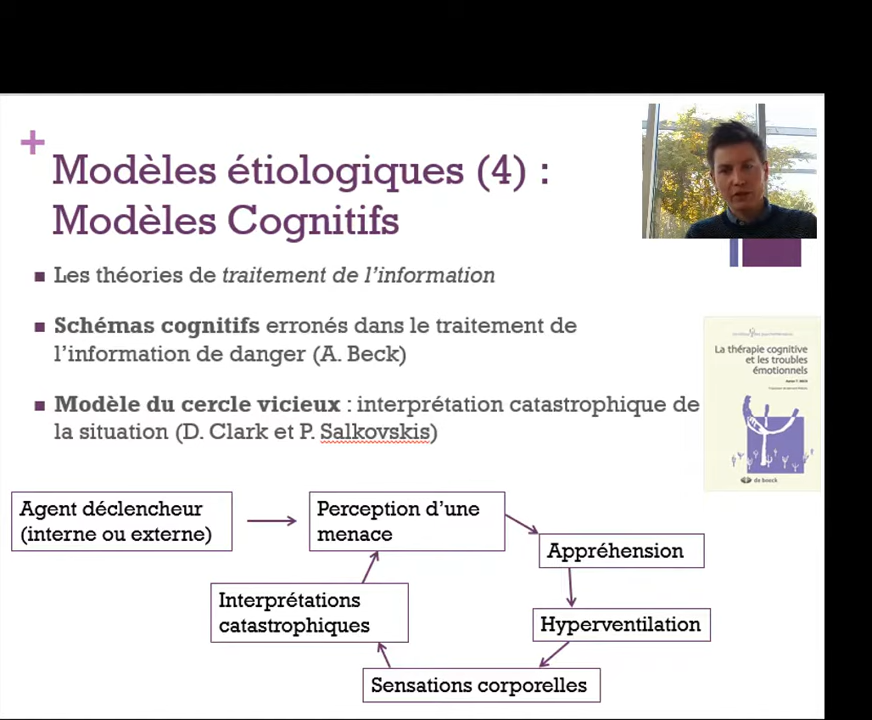 +
Modèles étiologiques (4) :
Modèles Cognitifs
Les théories de traitement de l'information
Schémas cognitifs erronés dans le traitement de
l'information de danger (A. Beck)
Modèle du cercle vicieux : interprétation catastrophique de
la situation (D. Clark et P. Salkovskis)
La thérapie cognitive
et les troubles
émotionnels
de boeck
Agent déclencheur
(interne ou externe)
Perception d'une
menace
Appréhension
Hyperventilation
Sensations corporelles
Interprétations
catastrophiques